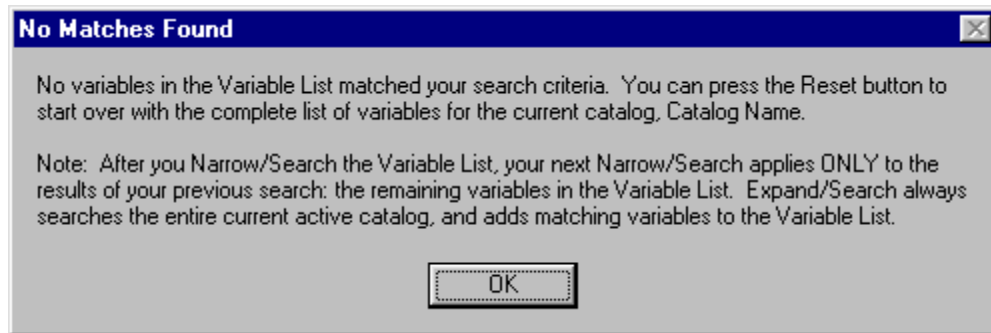 No Matches Found
No variables in the Variable List matched your search criteria.  You can press the Reset button to
start over with the complete list of variables for the current catalog, Catalog Name.
Note:  After you Narrow/Search the Variable List, your next Narrow/Search applies ONLY to the
results of your previous search: the remaining variables in the Variable List.  Expand/Search always
searches the entire current active catalog, and adds matching variables to the Variable List.
OK